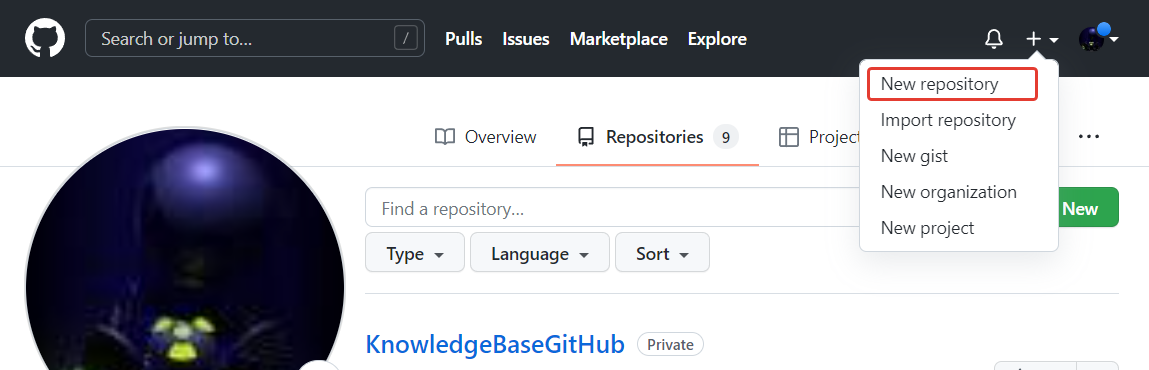 Search or jump to... / Pulls Issues Marketplace Explore
New repository
Import repository
New gist
New organization
New project
Overview Repositories 9
Find a repository... New
Type Language Sort
KnowledgeBaseGitHub Private